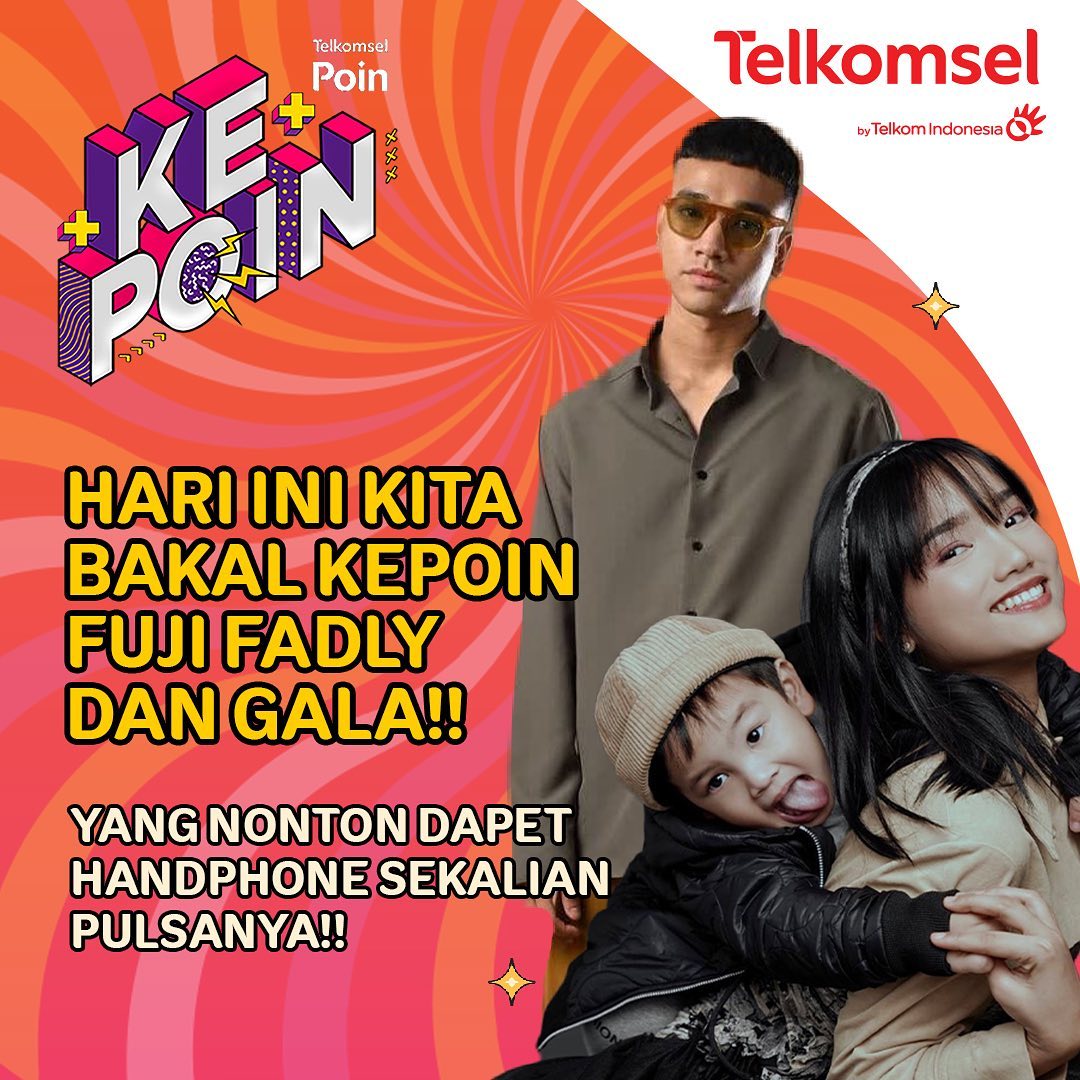 Telkomsel
Poin
KE
POIN
Telkomsel
by Telkom Indonesia
HARI INI KITA
BAKAL KEPOIN
FUJI FADLY
DAN GALA!!
YANG NONTON DAPET
HANDPHONE SEKALIAN
PULSANYA!!